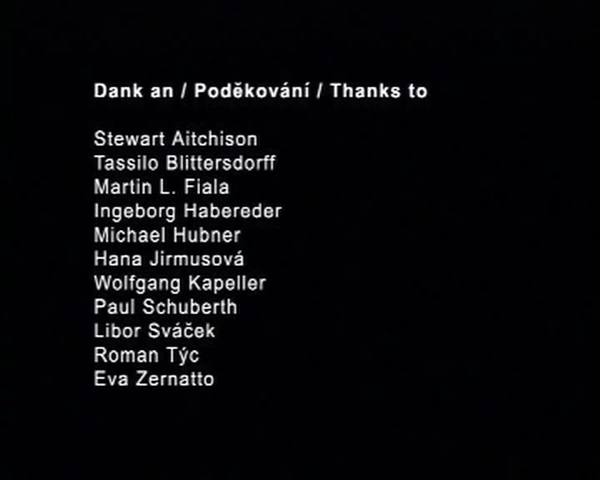 Dank an / Poděkování / Thanks to
Stewart Aitchison
Tassilo Blittersdorff
Martin L. Fiala
Ingeborg Habereder
Michael Hubner
Hana Jirmusová
Wolfgang Kapeller
Paul Schuberth
Libor Sváček
Roman Týc
Eva Zernatto